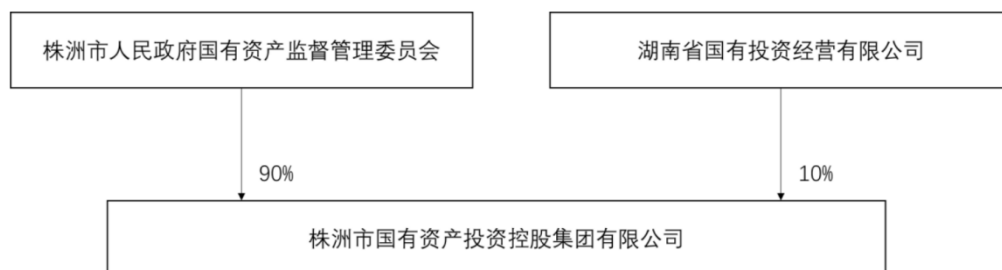 株洲市人民政府国有资产监督管理委员会
湖南省国有投资经营有限公司
90%
10%
株洲市国有资产投资控股集团有限公司